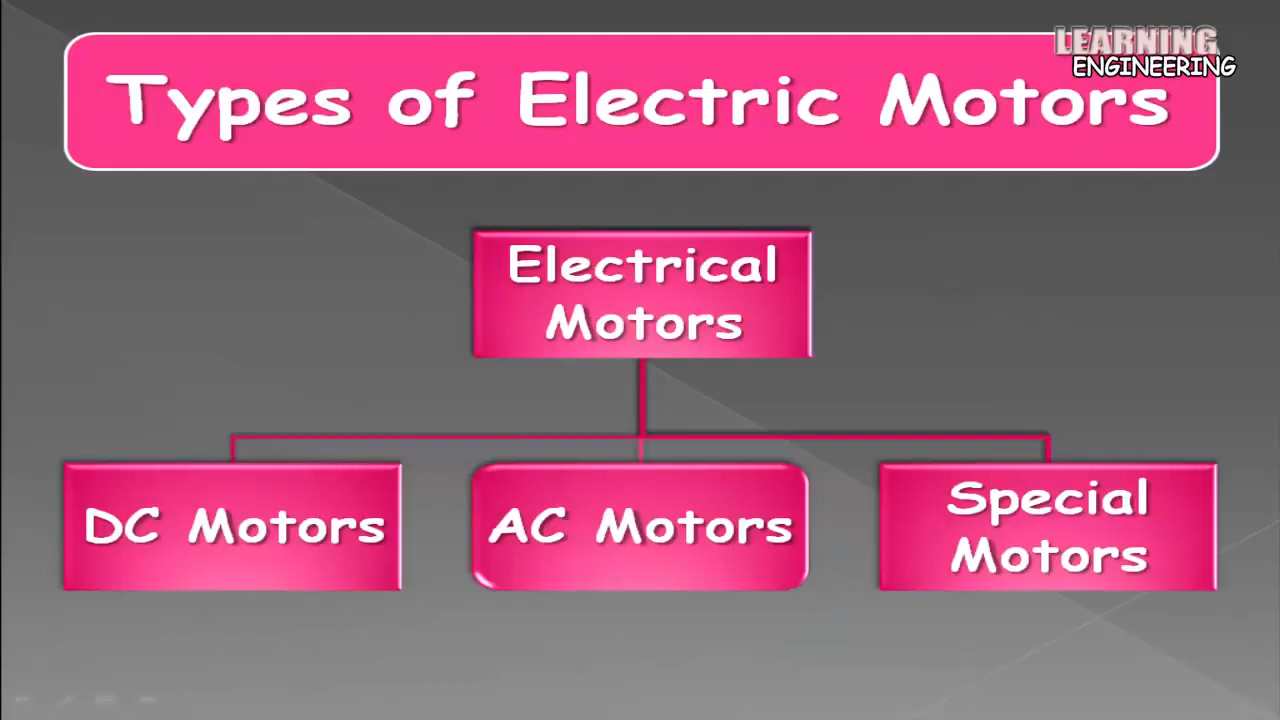 LEARNING
ENGINEERING
Types of Electric Motors
Electrical
Motors
DC Motors
AC Motors
Special
Motors